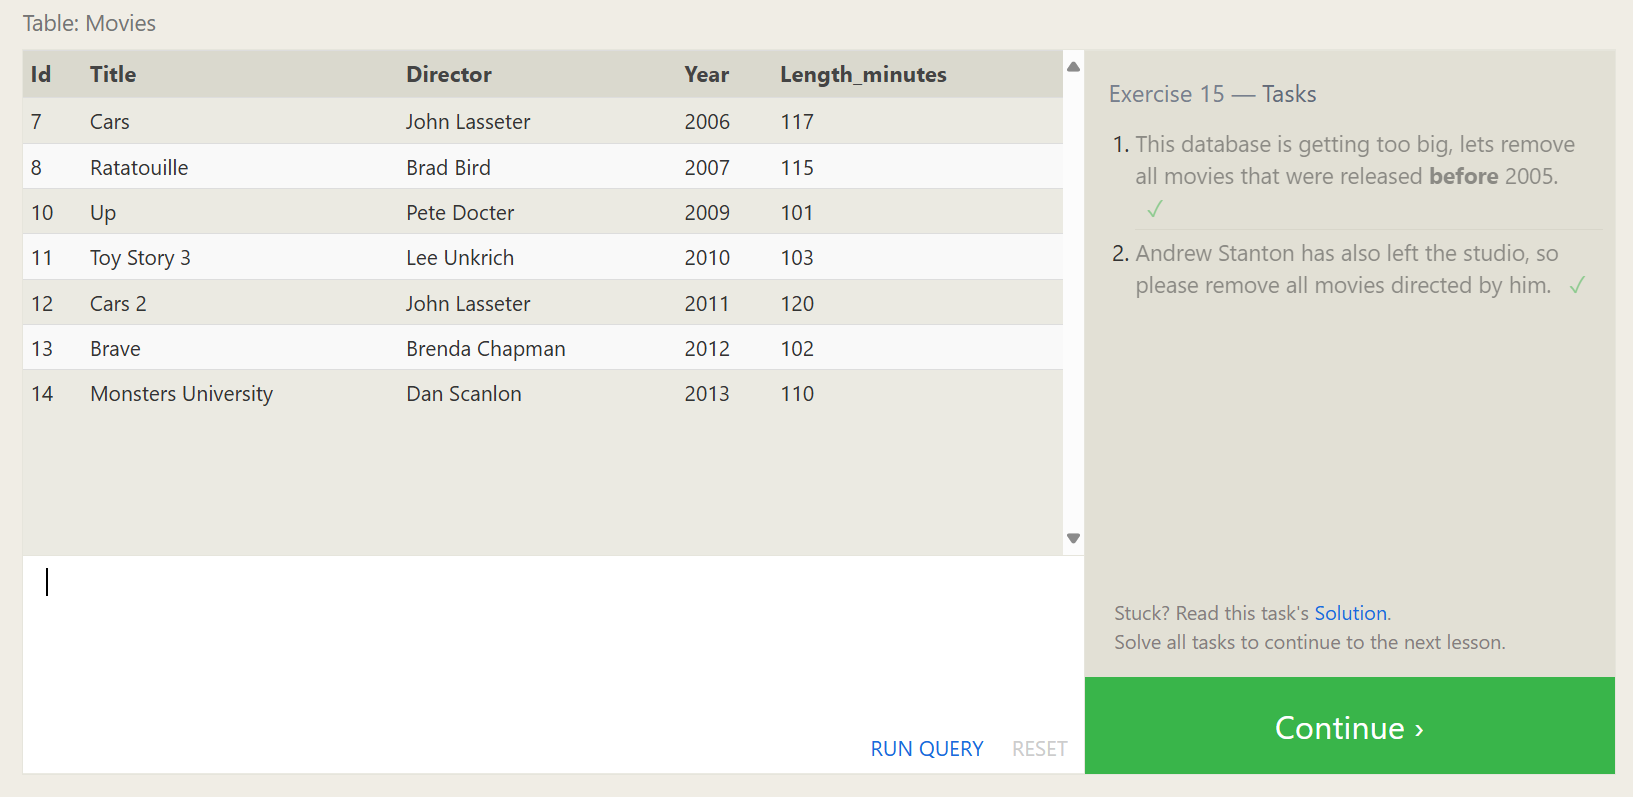 Table: Movies
Id Title Director Year Length_minutes
7 Cars John Lasseter 2006 117
8 Ratatouille Brad Bird 2007 115
10 Up Pete Docter 2009 101
11 Toy Story 3 Lee Unkrich 2010 103
12 Cars 2 John Lasseter 2011 120
13 Brave Brenda Chapman 2012 102
14 Monsters University Dan Scanlon 2013 110
RUN QUERY RESET
Exercise 15 — Tasks
1. This database is getting too big, lets remove
all movies that were released before 2005.
✓
2. Andrew Stanton has also left the studio, so
please remove all movies directed by him. ✓
Stuck? Read this task's Solution.
Solve all tasks to continue to the next lesson.
Continue ›